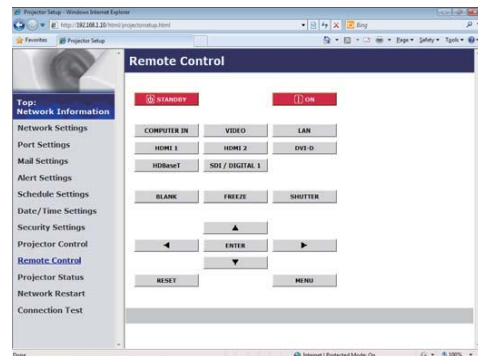 Projector Setup - Windows Internet Explorer
http://192.168.1.10/html/projectorsetup.html
Bing
Favorites Projector Setup
Page Safety Tools
Remote Control
STANDBY ON
Top:
Network Information
Network Settings
Port Settings
Mail Settings
Alert Settings
Schedule Settings
Date/Time Settings
Security Settings
Projector Control
Remote Control
Projector Status
Network Restart
Connection Test
COMPUTER IN VIDEO LAN
HDMI 1 HDMI 2 DVI-D
HDBaseT SDI / DIGITAL 1
BLANK FREEZE SHUTTER
ENTER
RESET MENU
Done
Internet | Protected Mode: On
100%